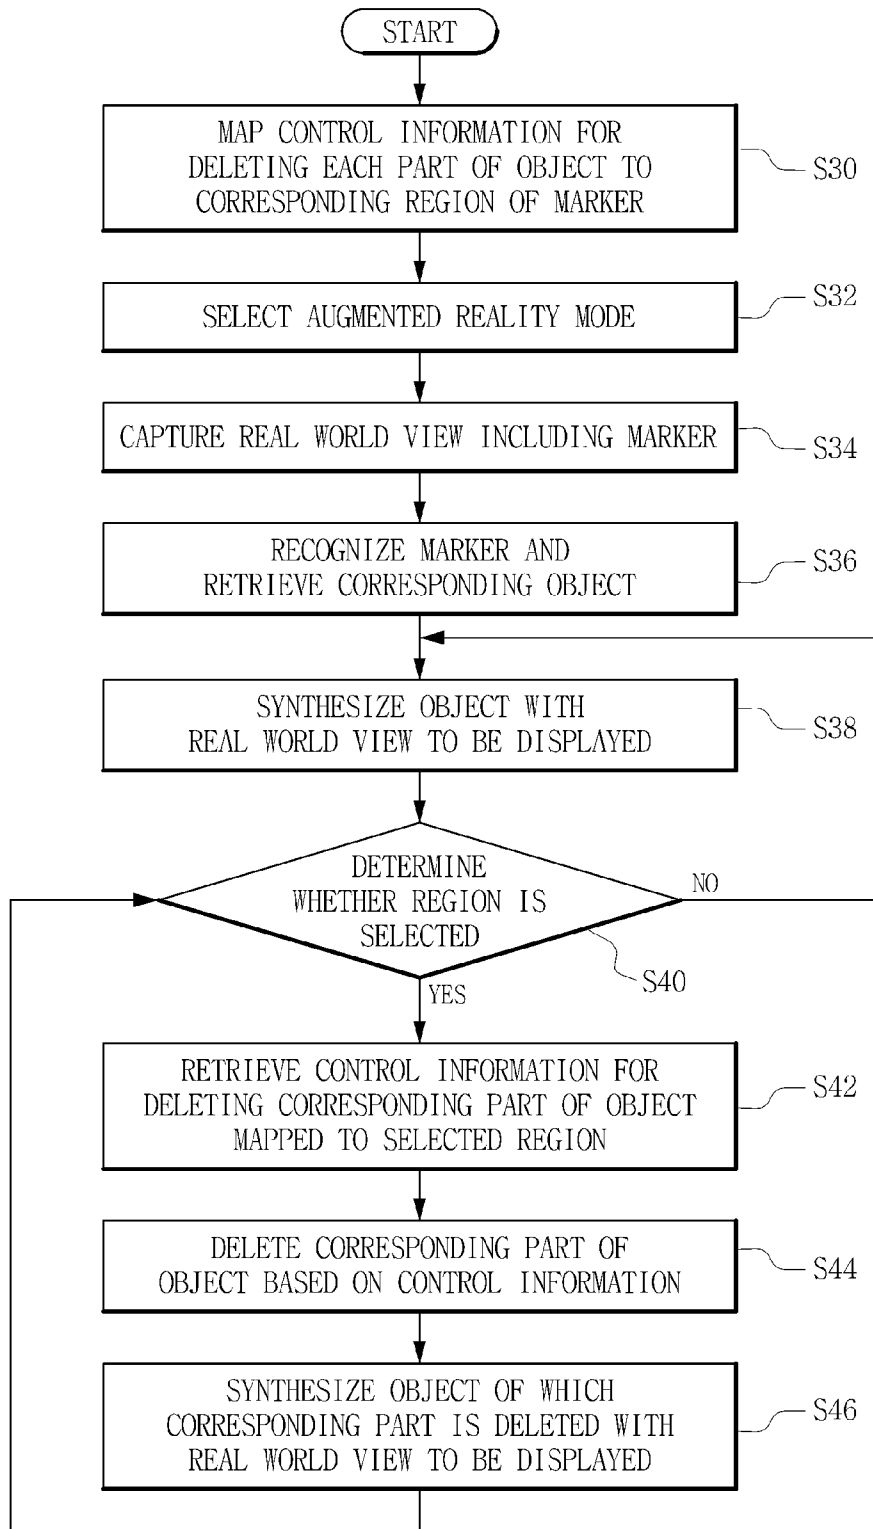 START
MAP CONTROL INFORMATION FOR
DELETING EACH PART OF OBJECT TO
CORRESPONDING REGION OF MARKER
S30
SELECT AUGMENTED REALITY MODE
S32
CAPTURE REAL WORLD VIEW INCLUDING MARKER
S34
RECOGNIZE MARKER AND
RETRIEVE CORRESPONDING OBJECT
S36
SYNTHESIZE OBJECT WITH
REAL WORLD VIEW TO BE DISPLAYED
S38
DETERMINE
WHETHER REGION IS
SELECTED
NO
S40
YES
RETRIEVE CONTROL INFORMATION FOR
DELETING CORRESPONDING PART OF OBJECT
MAPPED TO SELECTED REGION
S42
DELETE CORRESPONDING PART OF
OBJECT BASED ON CONTROL INFORMATION
S44
SYNTHESIZE OBJECT OF WHICH
CORRESPONDING PART IS DELETED WITH
REAL WORLD VIEW TO BE DISPLAYED
S46